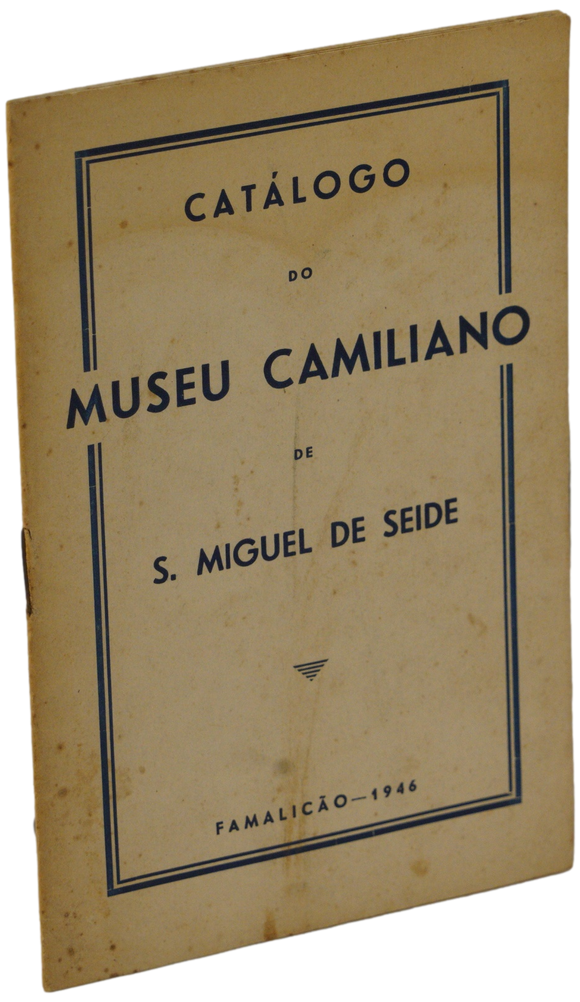 CATÁLOGO
DO
MUSEU CAMILIANO
DE
S. MIGUEL DE SEIDE
FAMALICÃO—1946